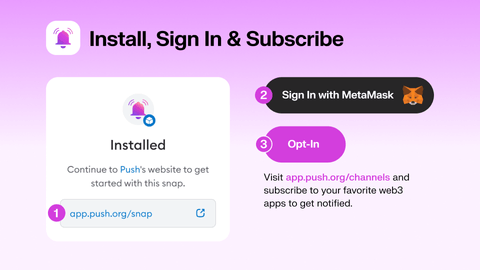 Install, Sign In & Subscribe
Installed
Continue to Push's website to get
started with this snap.
1
app.push.org/snap
2
Sign In with MetaMask
3
Opt-In
Visit app.push.org/channels and
subscribe to your favorite web3
apps to get notified.